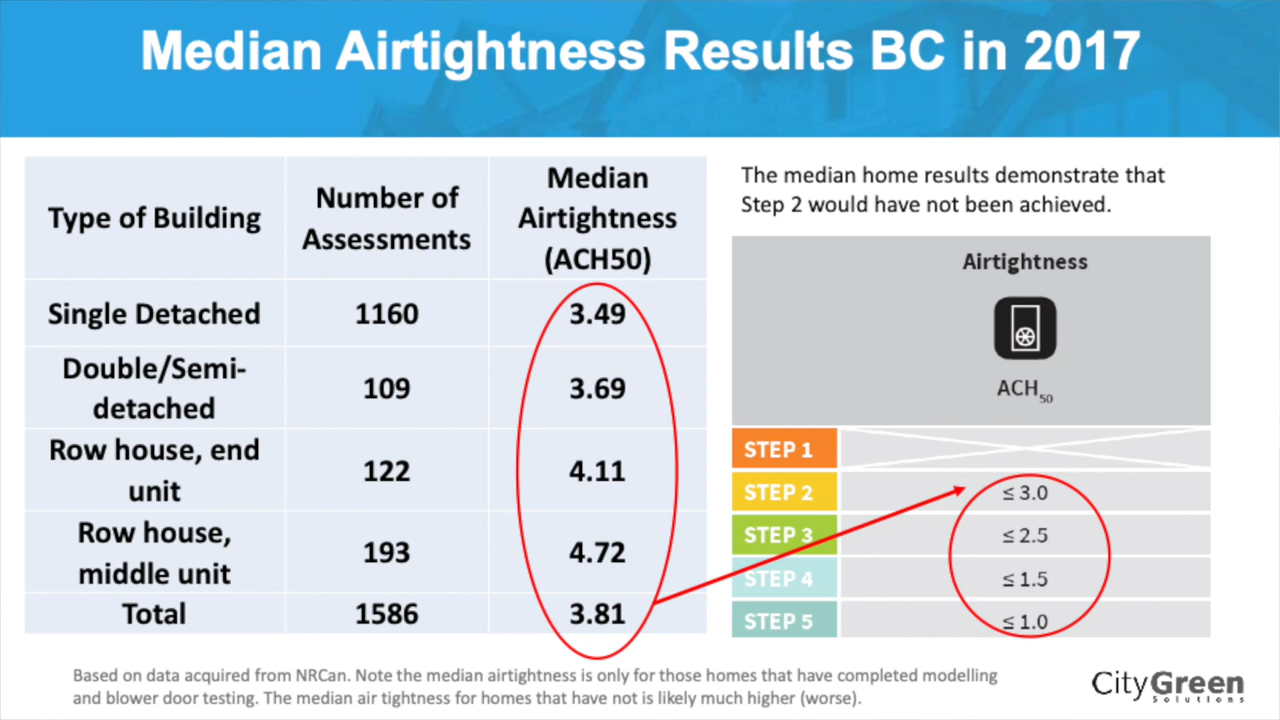 Median Airtightness Results BC in 2017
Type of Building
Number of
Assessments
Median
Airtightness
(ACH50)
Single Detached
1160
3.49
Double/Semi-
detached
109
3.69
Row house, end
unit
122
4.11
Row house,
middle unit
193
4.72
Total
1586
3.81
The median home results demonstrate that
Step 2 would have not been achieved.
Airtightness
ACH50
STEP 1
STEP 2
≤ 3.0
STEP 3
≤ 2.5
STEP 4
≤ 1.5
STEP 5
≤ 1.0
Based on data acquired from NRCan. Note the median airtightness is only for those homes that have completed modelling
and blower door testing. The median air tightness for homes that have not is likely much higher (worse).
CityGreen
Solutions